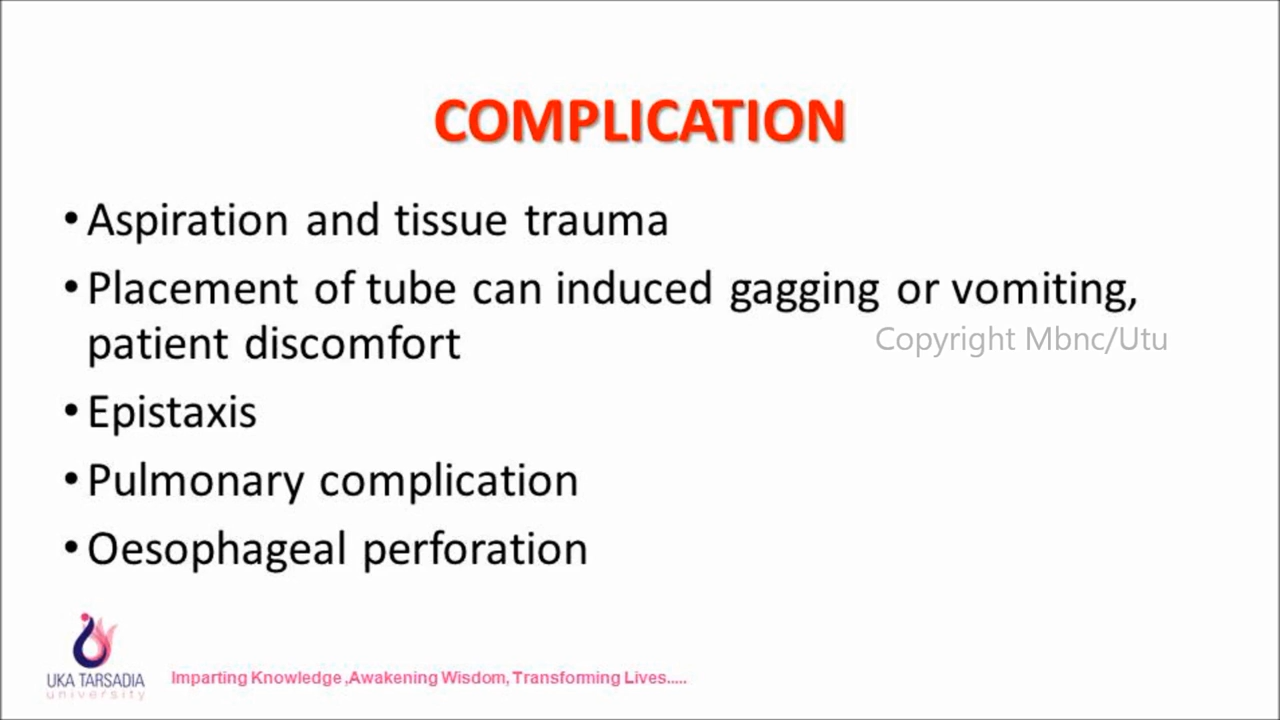 COMPLICATION
• Aspiration and tissue trauma
• Placement of tube can induced gagging or vomiting,
patient discomfort
Copyright Mbnc/Utu
• Epistaxis
• Pulmonary complication
• Oesophageal perforation
UKA TARSADIA
university
Imparting Knowledge ,Awakening Wisdom, Transforming Lives.....